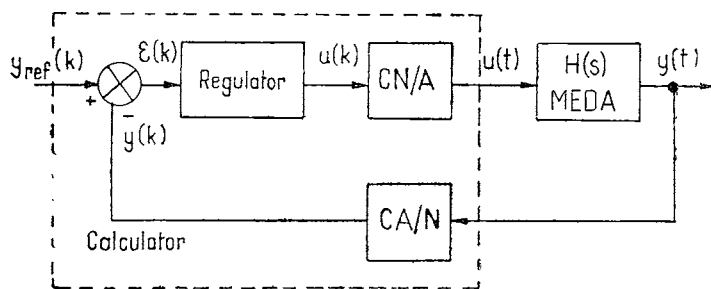 y_ref(k)
+
−
ε(k)
Regulator
u(k)
CN/A
u(t)
H(s)
MEDA
y(t)
y(k)
CA/N
Calculator